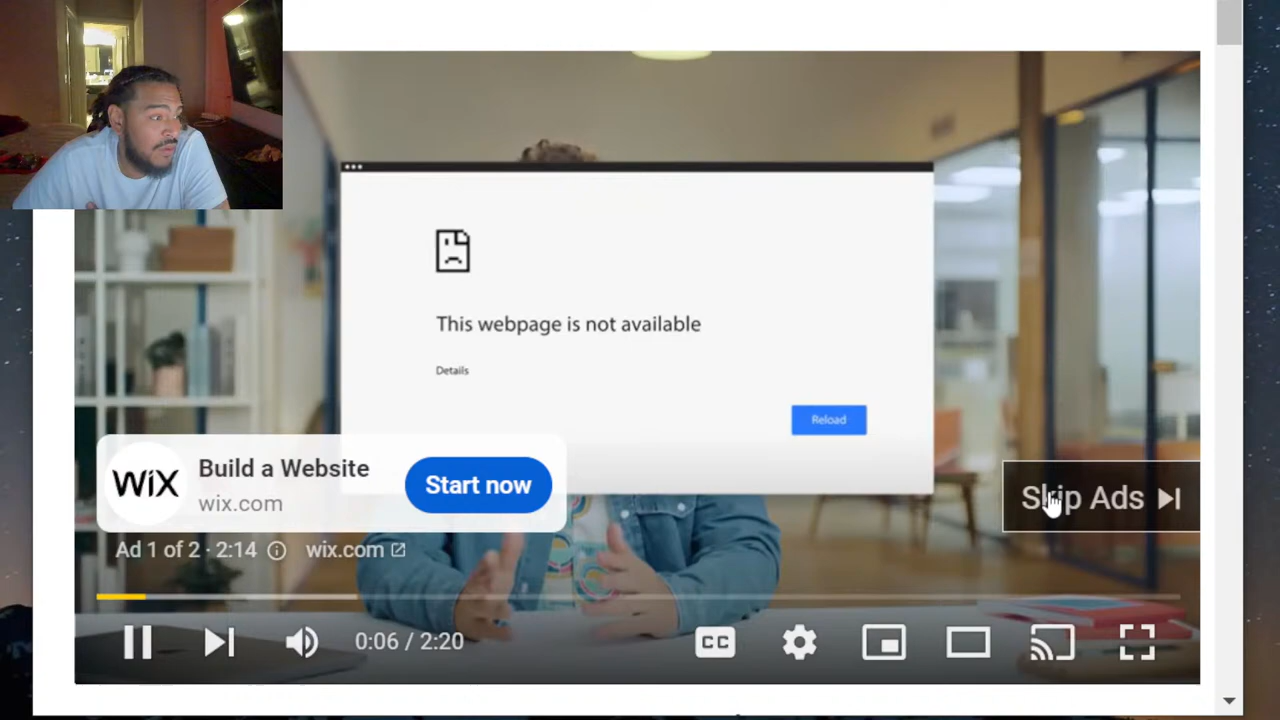 This webpage is not available
Details
Reload
WiX
Build a Website
wix.com
Start now
Skip Ads
Ad 1 of 2 · 2:14
wix.com
0:06 / 2:20
CC